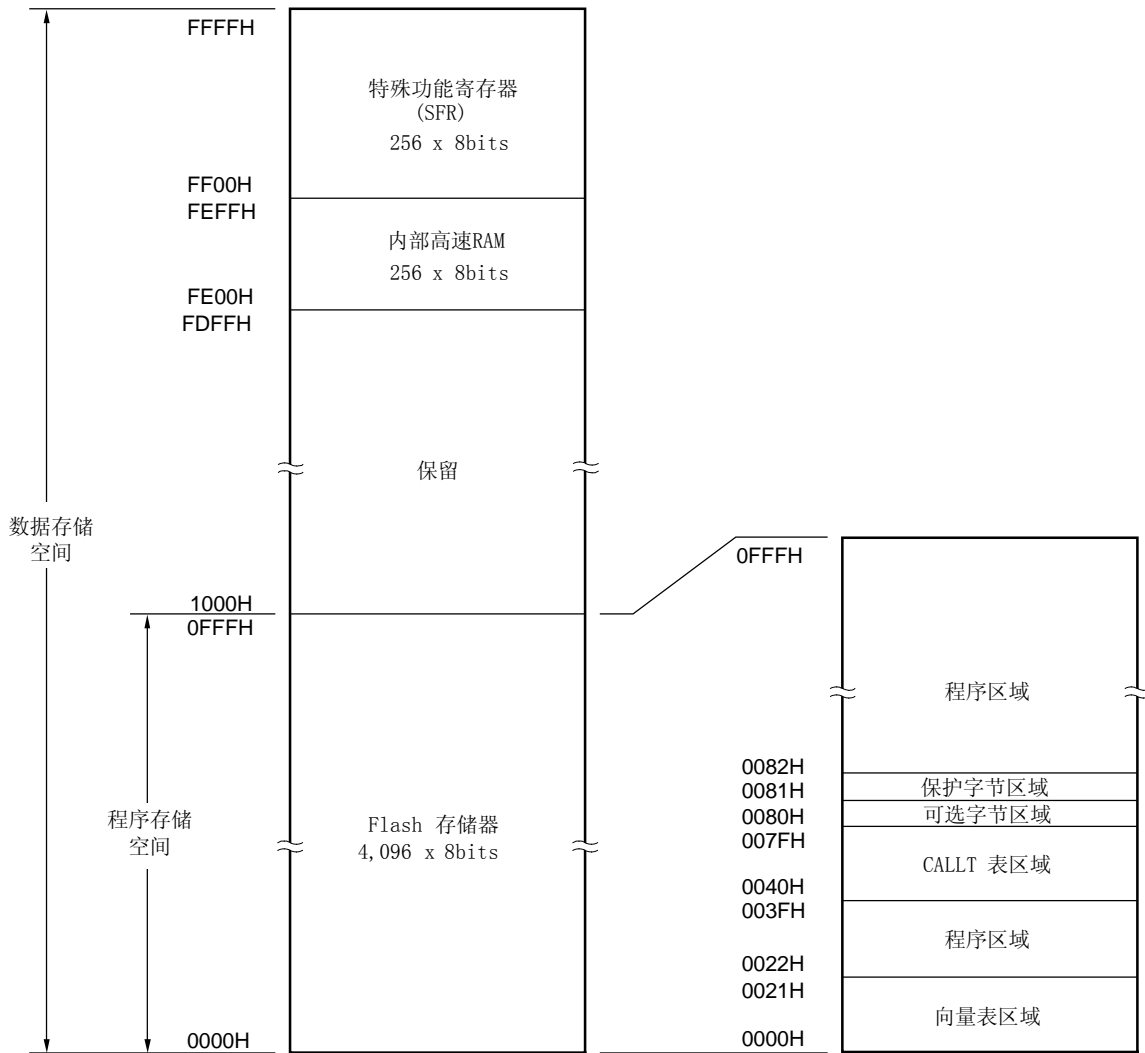 FFFFH
特殊功能寄存器
(SFR)
256 x 8bits
FF00H
FEFFH
内部高速RAM
256 x 8bits
FE00H
FDFFH
保留
数据存储
空间
1000H
0FFFH
程序存储
空间
Flash 存储器
4,096 x 8bits
0000H
0FFFH
程序区域
0082H
0081H
保护字节区域
0080H
可选字节区域
007FH
CALLT 表区域
0040H
003FH
程序区域
0022H
0021H
向量表区域
0000H